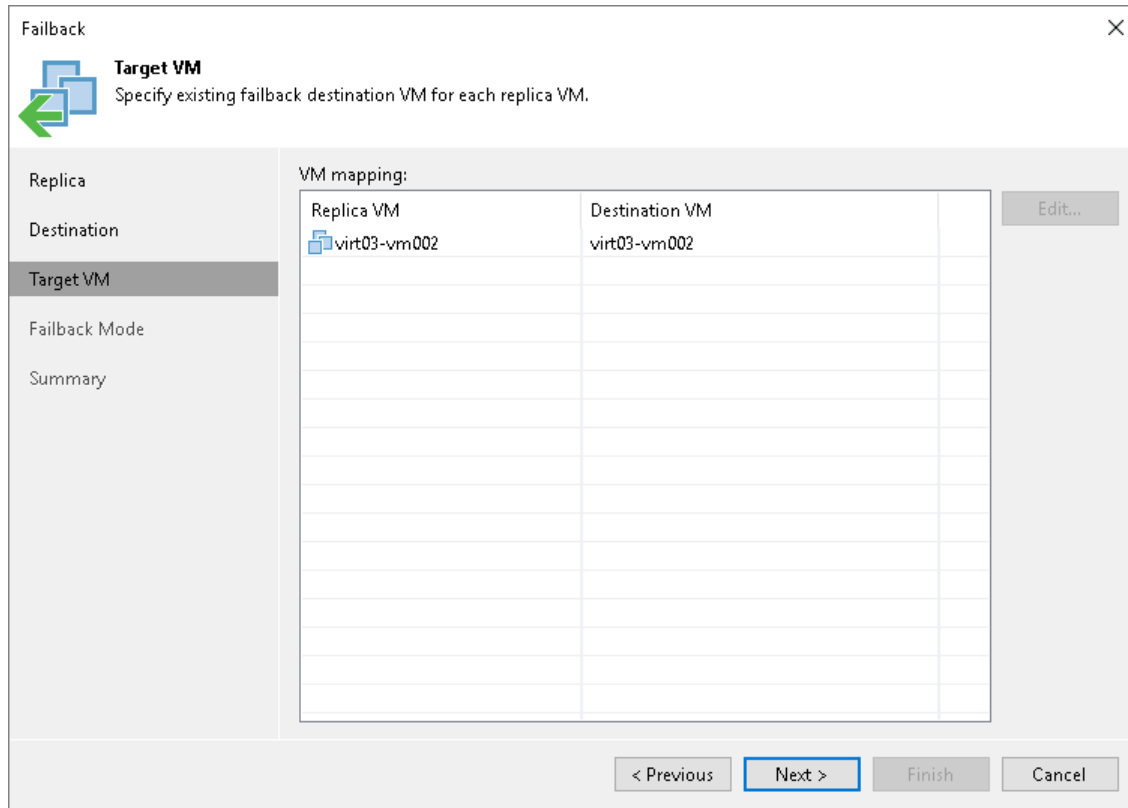 Failback
Target VM
Specify existing failback destination VM for each replica VM.
Replica
Destination
Target VM
Failback Mode
Summary
VM mapping:
Replica VM Destination VM
virt03-vm002 virt03-vm002
Edit...
< Previous Next > Finish Cancel